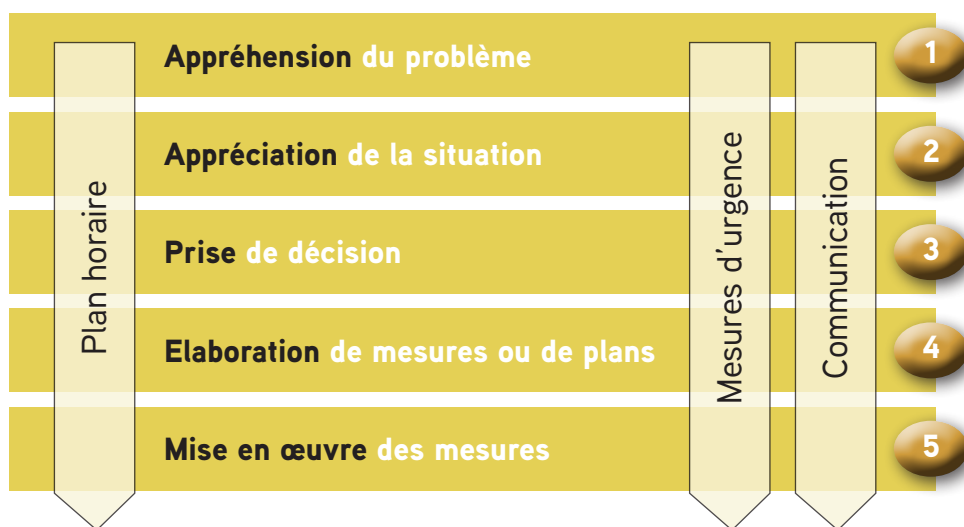 Appréhension du problème
1
Appréciation de la situation
2
Prise de décision
3
Elaboration de mesures ou de plans
4
Mise en œuvre des mesures
5
Plan horaire
Mesures d'urgence
Communication